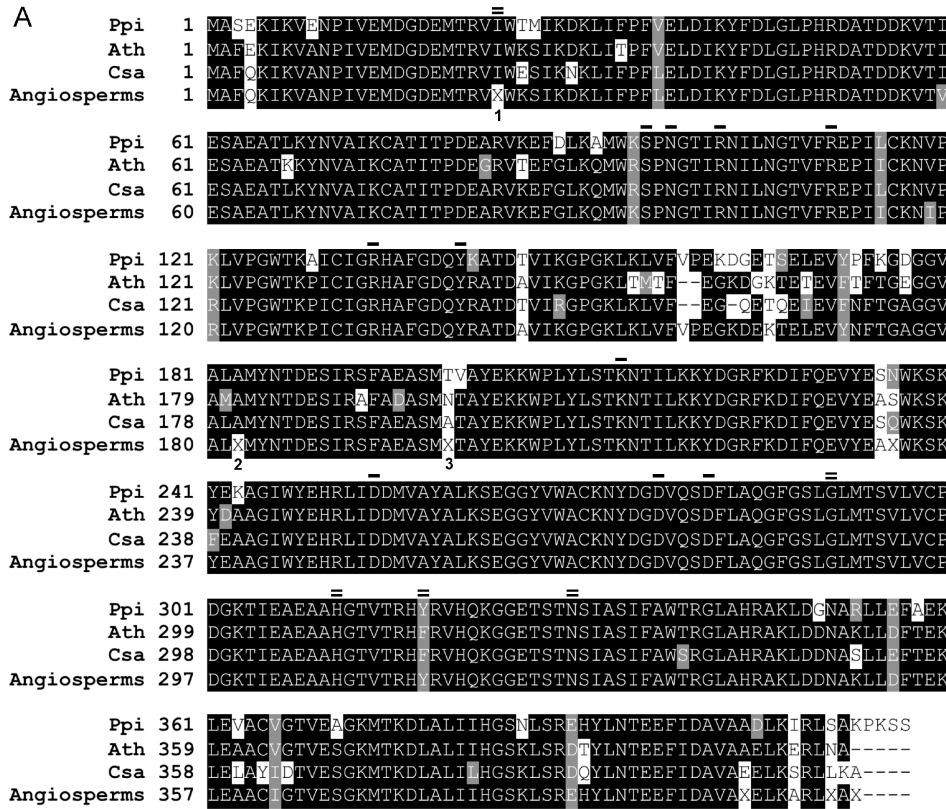 A
Ppi 1 MASEKIKVENPIVEMDGDEMTRVIWTMIKDKLIFPFVELDIKYFDLGLPHRDATDDKVTI
Ath 1 MAFEKIKVANPIVEMDGDEMTRVIWKSIKDKLITPFVELDIKYFDLGLPHRDATDDKVTI
Csa 1 MAFQKIKVANPIVEMDGDEMTRVIWESIKNKLIFPFLELDIKYFDLGLPHRDATDDKVTI
Angiosperms 1 MAFQKIKVANPIVEMDGDEMTRVXWKSIKDKLIFPFLELDIKYFDLGLPHRDATDDKVTV
1
Ppi 61 ESAEATLKYNVAIKCATITPDEARVKEFDLKAMWKSPNGTIRNILNGTVFREPILCKNVP
Ath 61 ESAEATKKYNVAIKCATITPDEGRVTEFGLKQMWRSPNGTIRNILNGTVFREPIICKNVP
Csa 61 ESAEATLKYNVAIKCATITPDEARVKEFGLKQMWRSPNGTIRNILNGTVFREPILCKNVP
Angiosperms 60 ESAEATLKYNVAIKCATITPDEARVKEFGLKQMWKSPNGTIRNILNGTVFREPIICKNIP
Ppi 121 KLVPGWTKAICIGRHAFGDQYKATDTVIKGPGKLKLVFVPEKDGETSELEVYPFKGDGGV
Ath 121 KLVPGWTKPICIGRHAFGDQYRATDAVIKGPGKLTMTF--EGKDGKTETEVFTFTGEGGV
Csa 121 RLVPGWTKPICIGRHAFGDQYRATDTVIRGPGKLKLVF--EG-QETQEIEVFNFTGAGGV
Angiosperms 120 RLVPGWTKPICIGRHAFGDQYRATDAVIKGPGKLKLVFVPEGKDEKTELEVYNFTGAGGV
Ppi 181 ALAMYNTDESIRSFAEASMTVAYEKKWPLYLSTKNTILKKYDGRFKDIFQEVYESNWKSK
Ath 179 AMAMYNTDESIRAFADASMNTAYEKKWPLYLSTKNTILKKYDGRFKDIFQEVYEASWKSK
Csa 178 ALAMYNTDESIRSFAEASMATAYEKKWPLYLSTKNTILKKYDGRFKDIFQEVYESQWKSK
Angiosperms 180 ALXMYNTDESIRSFAEASMXTAYEKKWPLYLSTKNTILKKYDGRFKDIFQEVYEAXWKSK
2 3
Ppi 241 YEKAGIWYEHRLIDDMVAYALKSEGGYVWACKNYDGDVQSDFLAQGFGSLGLMTSVLVCP
Ath 239 YDAAGIWYEHRLIDDMVAYALKSEGGYVWACKNYDGDVQSDFLAQGFGSLGLMTSVLVCP
Csa 238 FEAAGIWYEHRLIDDMVAYALKSEGGYVWACKNYDGDVQSDFLAQGFGSLGLMTSVLVCP
Angiosperms 237 YEAAGIWYEHRLIDDMVAYALKSEGGYVWACKNYDGDVQSDFLAQGFGSLGLMTSVLVCP
Ppi 301 DGKTIEAEAAHGTVTRHYRVHQKGGETSTNSIASIFAWTRGLAHRAKLDGNARLLEFAEK
Ath 299 DGKTIEAEAAHGTVTRHFRVHQKGGETSTNSIASIFAWTRGLAHRAKLDDNAKLLDFTEK
Csa 298 DGKTIEAEAAHGTVTRHFRVHQKGGETSTNSIASIFAWSRGLAHRAKLDDNASLLEFTEK
Angiosperms 297 DGKTIEAEAAHGTVTRHYRVHQKGGETSTNSIASIFAWTRGLAHRAKLDDNAKLLDFTEK
Ppi 361 LEVACVGTVEAGKMTKDLALIIHGSNLSREHYLNTEEFIDAVAADLKIRLSAKPKSS
Ath 359 LEAACVGTVESGKMTKDLALIIHGSKLSRDTYLNTEEFIDAVAAELKERLNA-----
Csa 358 LELAYIDTVESGKMTKDLALILHGSKLSRDQYLNTEEFIDAVAEELKSRLLKA----
Angiosperms 357 LEAACIGTVESGKMTKDLALIIHGSKLSREHYLNTEEFIDAVAXELKARLXAX----